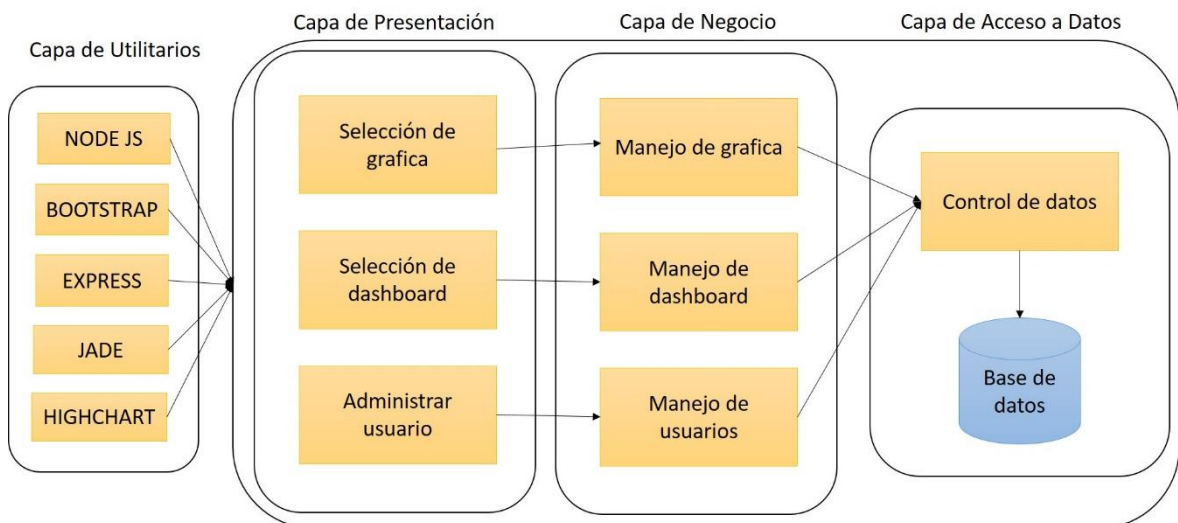 Capa de Utilitarios
NODE JS
BOOTSTRAP
EXPRESS
JADE
HIGHCHART
Capa de Presentación
Selección de
grafica
Selección de
dashboard
Administrar
usuario
Capa de Negocio
Manejo de grafica
Manejo de
dashboard
Manejo de
usuarios
Capa de Acceso a Datos
Control de datos
Base de
datos